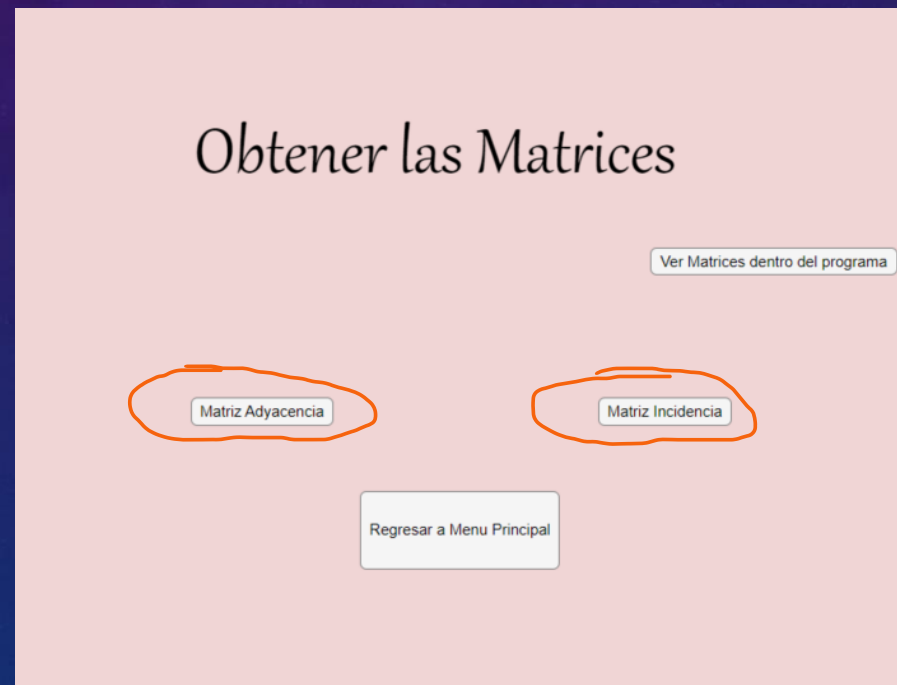 Obtener las Matrices
Ver Matrices dentro del programa
Matriz Adyacencia
Matriz Incidencia
Regresar a Menu Principal